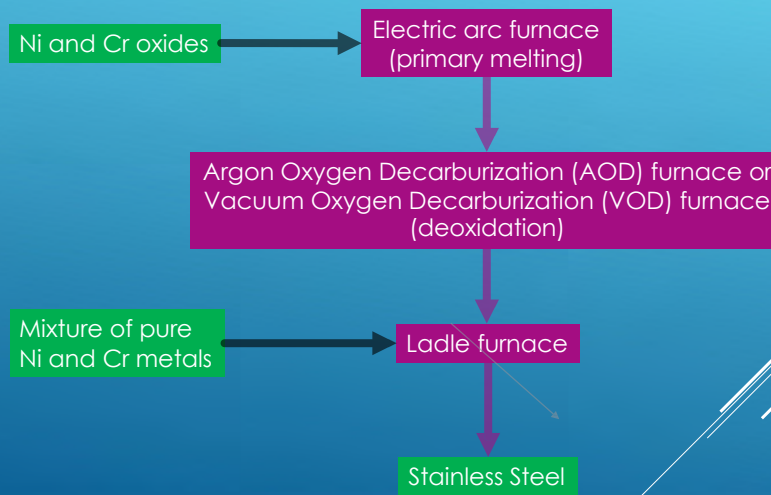 Ni and Cr oxides
Electric arc furnace
(primary melting)
Argon Oxygen Decarburization (AOD) furnace or
Vacuum Oxygen Decarburization (VOD) furnace
(deoxidation)
Mixture of pure
Ni and Cr metals
Ladle furnace
Stainless Steel